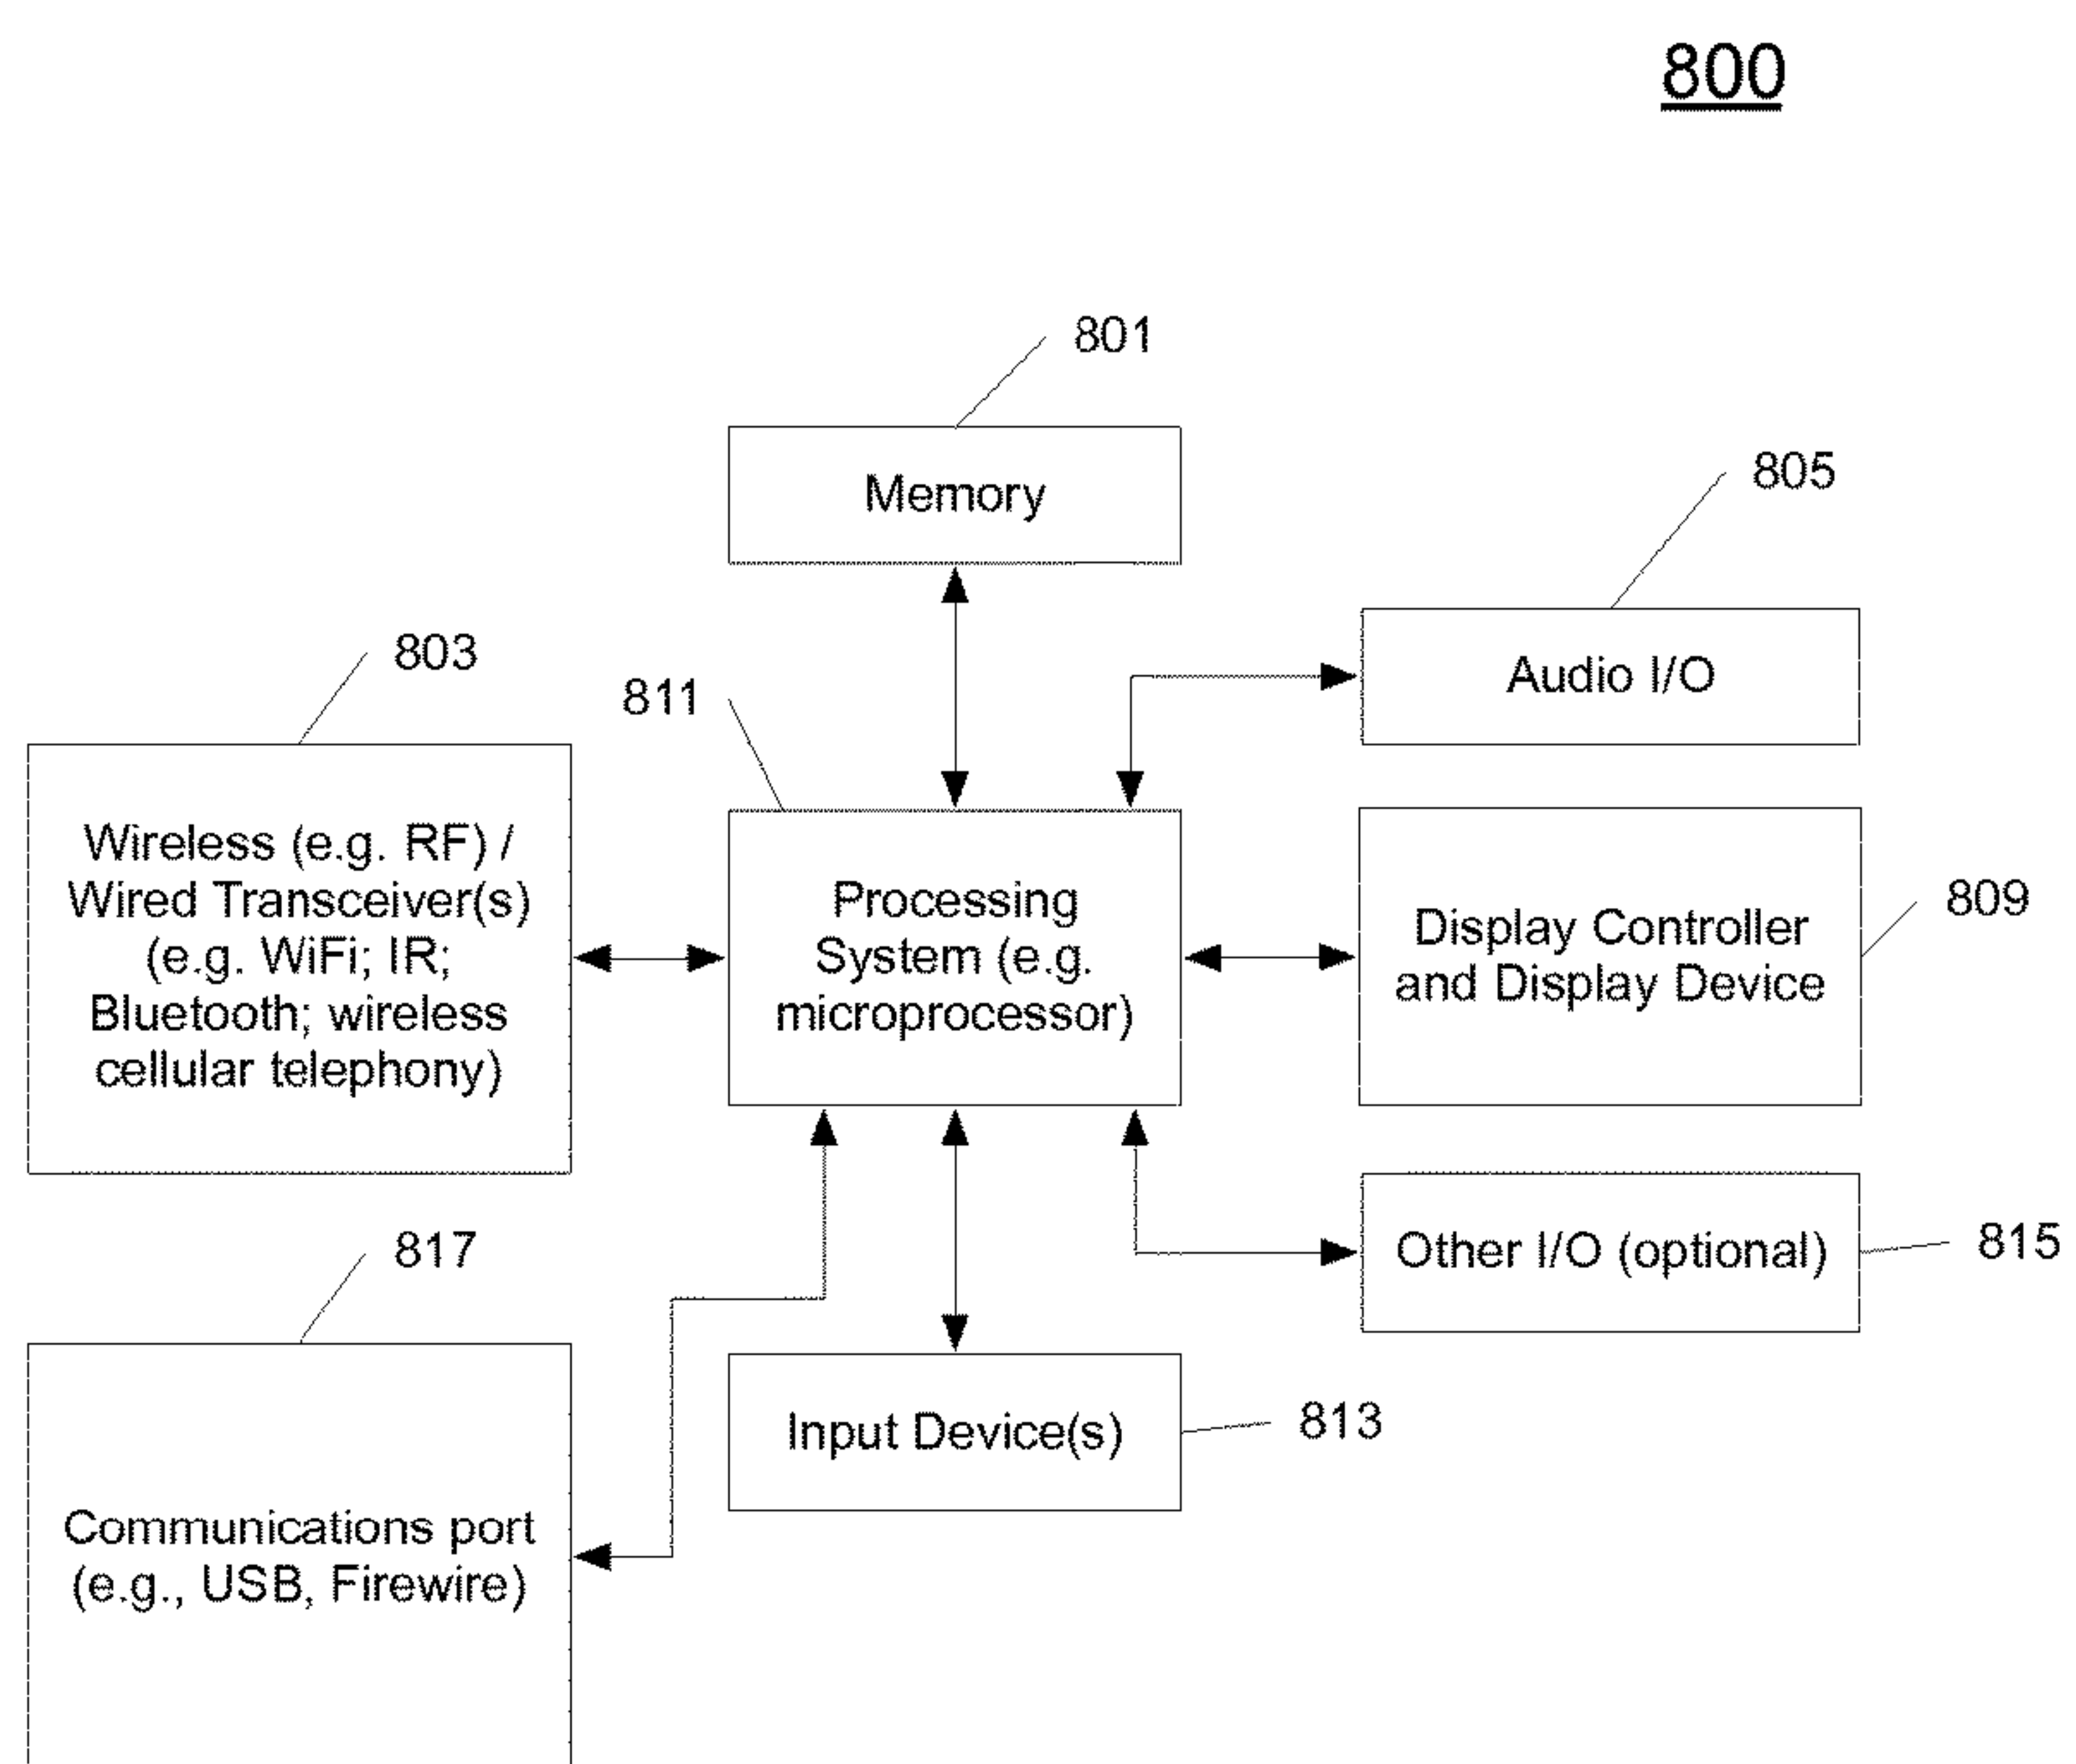 800
801
Memory
805
Audio I/O
803
811
Wireless (e.g. RF) /
Wired Transceiver(s)
(e.g. WiFi; IR;
Bluetooth; wireless
cellular telephony)
Processing
System (e.g.
microprocessor)
Display Controller
and Display Device
809
817
Other I/O (optional)
815
Input Device(s)
813
Communications port
(e.g., USB, Firewire)